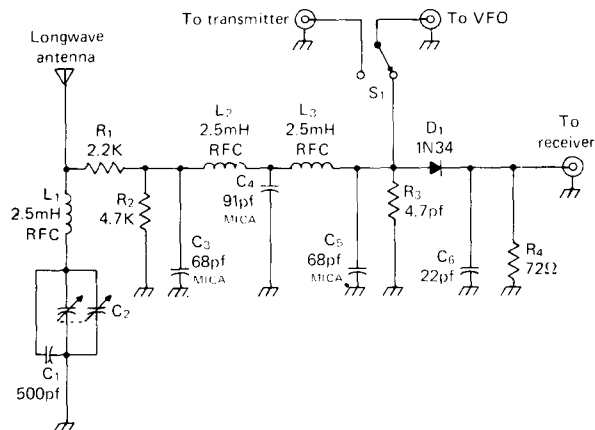 To transmitter
To VFO
Longwave
antenna
S1
L2
2.5mH
RFC
L3
2.5mH
RFC
D1
1N34
To
receiver
R1
2.2K
L1
2.5mH
RFC
R2
4.7K
C4
91pf
MICA
C3
68pf
MICA
C5
68pf
MICA
R3
4.7pf
C6
22pf
R4
72Ω
C2
C1
500pf